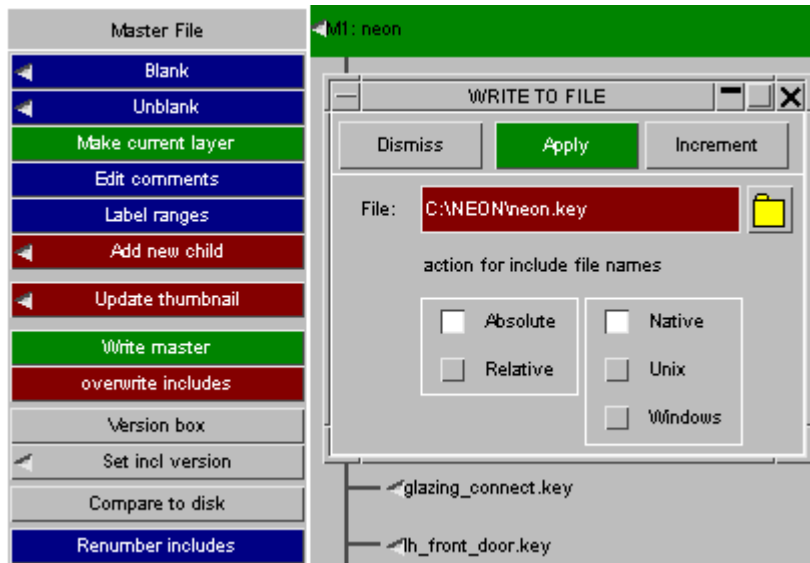 Master File
Blank
Unblank
Make current layer
Edit comments
Label ranges
Add new child
Update thumbnail
Write master
overwrite includes
Version box
Set incl version
Compare to disk
Renumber includes
M1: neon
WRITE TO FILE
Dismiss Apply Increment
File: C:\NEON\neon.key
action for include file names
Absolute Native
Relative Unix
Windows
glazing_connect.key
lh_front_door.key